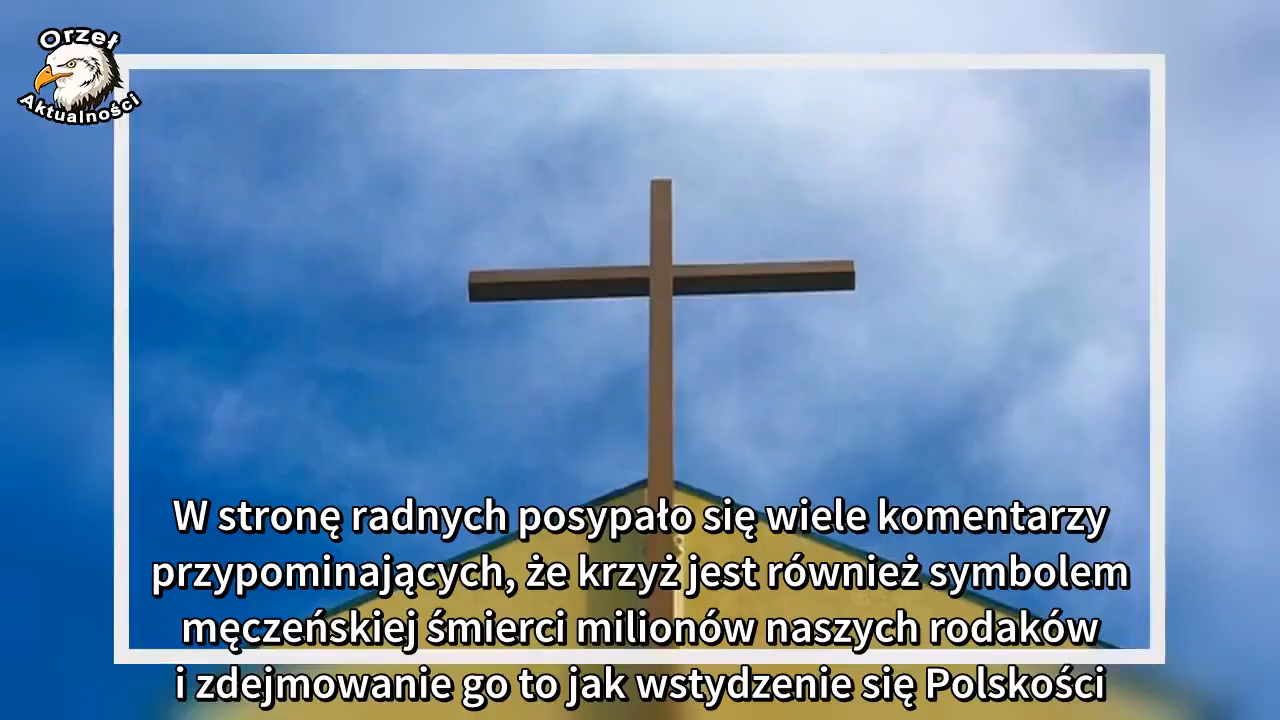 Orzeł
Aktualności
W stronę radnych posypało się wiele komentarzy
przypominających, że krzyż jest również symbolem
męczeńskiej śmierci milionów naszych rodaków
i zdejmowanie go to jak wstydzenie się Polskości